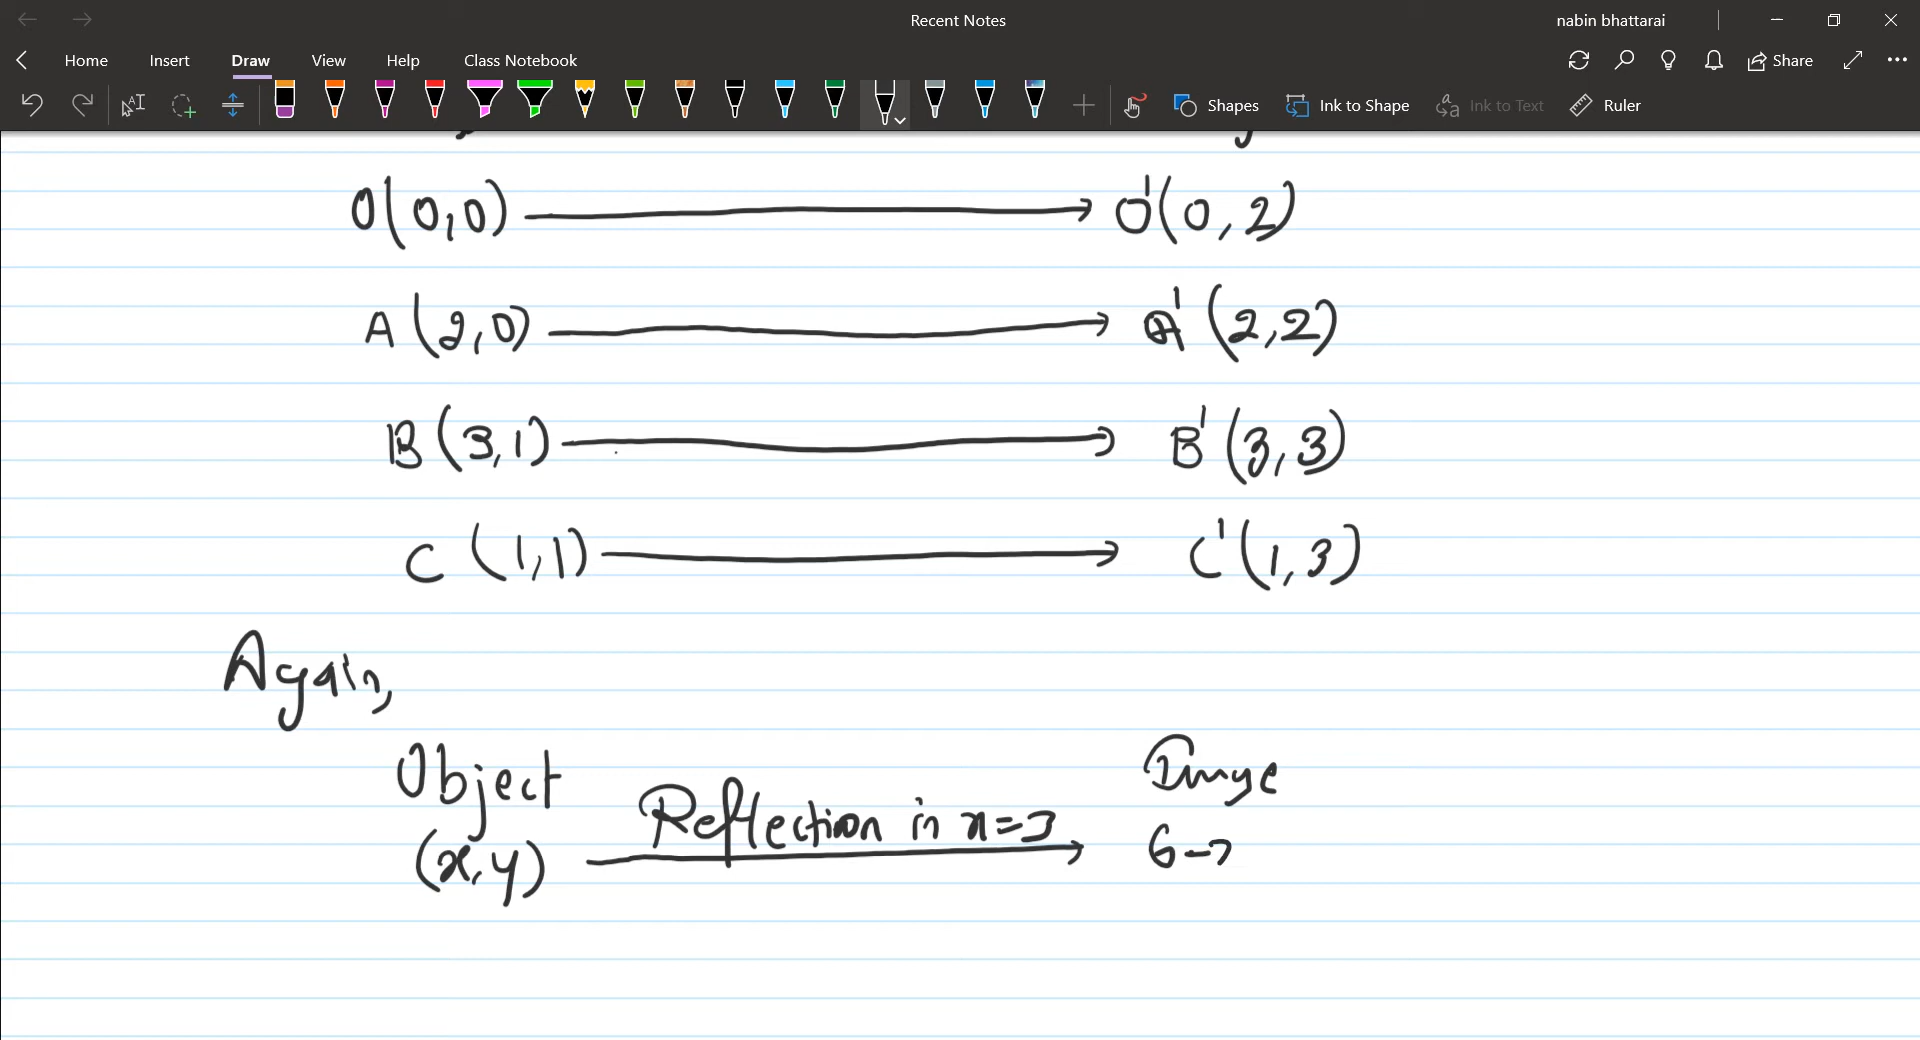 Recent Notes nabin bhattarai
Home Insert Draw View Help Class Notebook Share
Shapes Ink to Shape Ink to Text Ruler
O(0,0) → O'(0,2)
A(2,0) → A'(2,2)
B(3,1) → B'(3,3)
C(1,1) → C'(1,3)
Again,
Object Image
(x,y) Reflection in x=3 → 6-